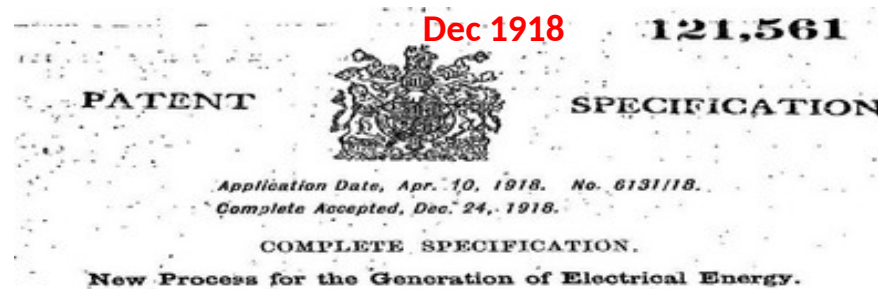 Dec 1918
121,561
PATENT SPECIFICATION
Application Date, Apr. 10, 1918. No. 6131/18.
Complete Accepted, Dec. 24, 1918.
COMPLETE SPECIFICATION.
New Process for the Generation of Electrical Energy.